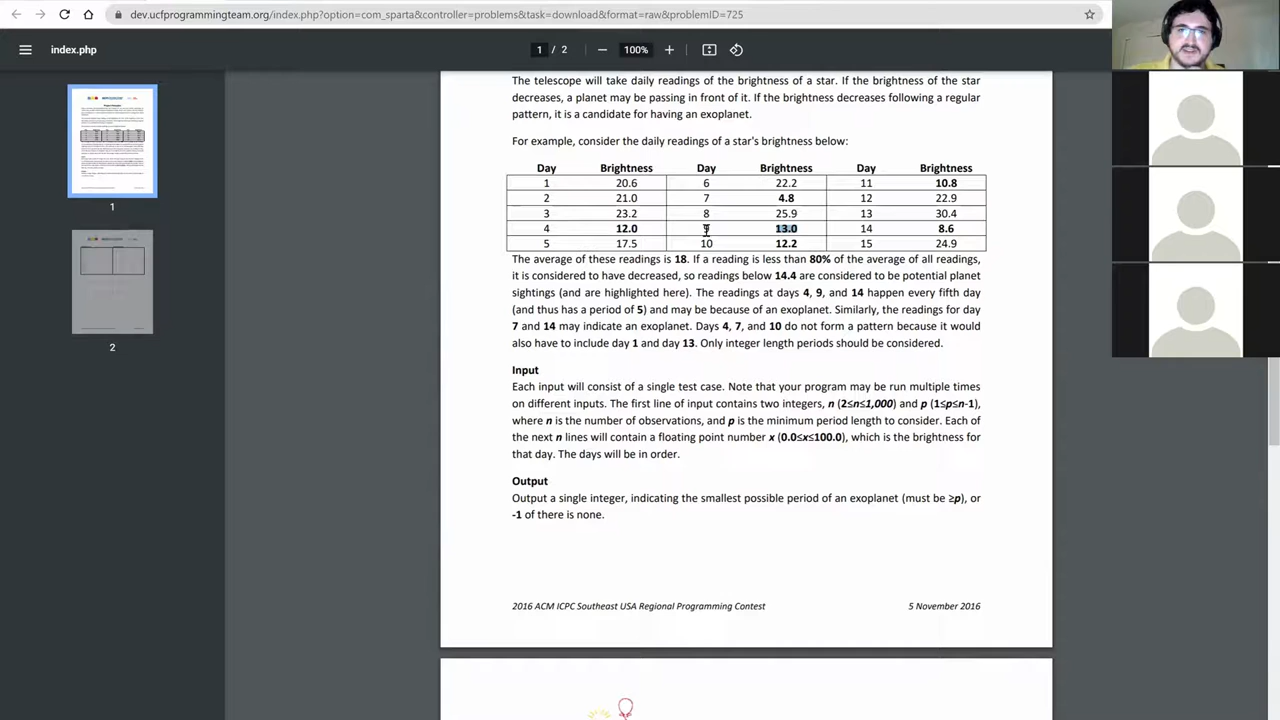 dev.ucfprogrammingteam.org/index.php?option=com_sparta&controller=problems&task=download&format=raw&problemID=725
index.php
1 / 2
100%
The telescope will take daily readings of the brightness of a star. If the brightness of the star
decreases, a planet may be passing in front of it. If the brightness decreases following a regular
pattern, it is a candidate for having an exoplanet.
For example, consider the daily readings of a star's brightness below:
Day Brightness Day Brightness Day Brightness
1 20.6 6 22.2 11 10.8
2 21.0 7 4.8 12 22.9
3 23.2 8 25.9 13 30.4
12.0 9 13.0 14 8.6
17.5 10 12.2 15 24.9
The average of these readings is 18. If a reading is less than 80% of the average of all readings,
it is considered to have decreased, so readings below 14.4 are considered to be potential planet
sightings (and are highlighted here). The readings at days 4, 9, and 14 happen every fifth day
(and thus has a period of 5) and may be because of an exoplanet. Similarly, the readings for day
7 and 14 may indicate an exoplanet. Days 4, 7, and 10 do not form a pattern because it would
also have to include day 1 and day 13. Only integer length periods should be considered.
Input
Each input will consist of a single test case. Note that your program may be run multiple times
on different inputs. The first line of input contains two integers, n (2≤n≤1,000) and p (1≤p≤n-1),
where n is the number of observations, and p is the minimum period length to consider. Each of
the next n lines will contain a floating point number x (0.0≤x≤100.0), which is the brightness for
that day. The days will be in order.
Output
Output a single integer, indicating the smallest possible period of an exoplanet (must be ≥p), or
-1 of there is none.
2016 ACM ICPC Southeast USA Regional Programming Contest 5 November 2016
1
2